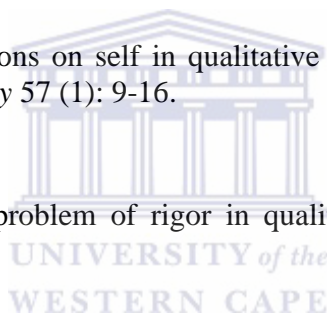 ons on self in qualitative
y 57 (1): 9-16.
problem of rigor in quali
UNIVERSITY of the
WESTERN CAPE